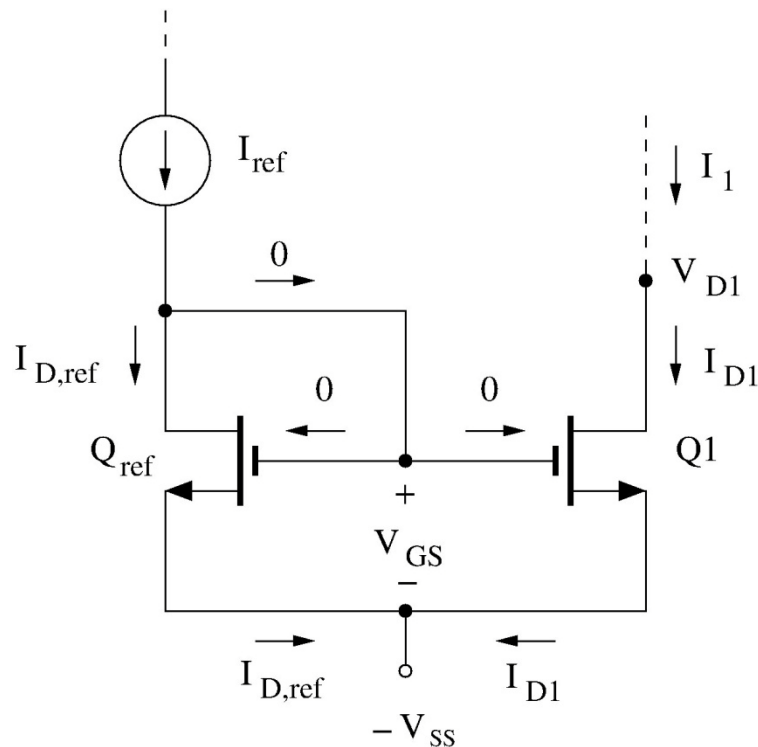 I_ref
I_1
0
V_D1
I_D,ref
I_D1
0
0
Q_ref
Q1
+
V_GS
−
I_D,ref
I_D1
−V_SS